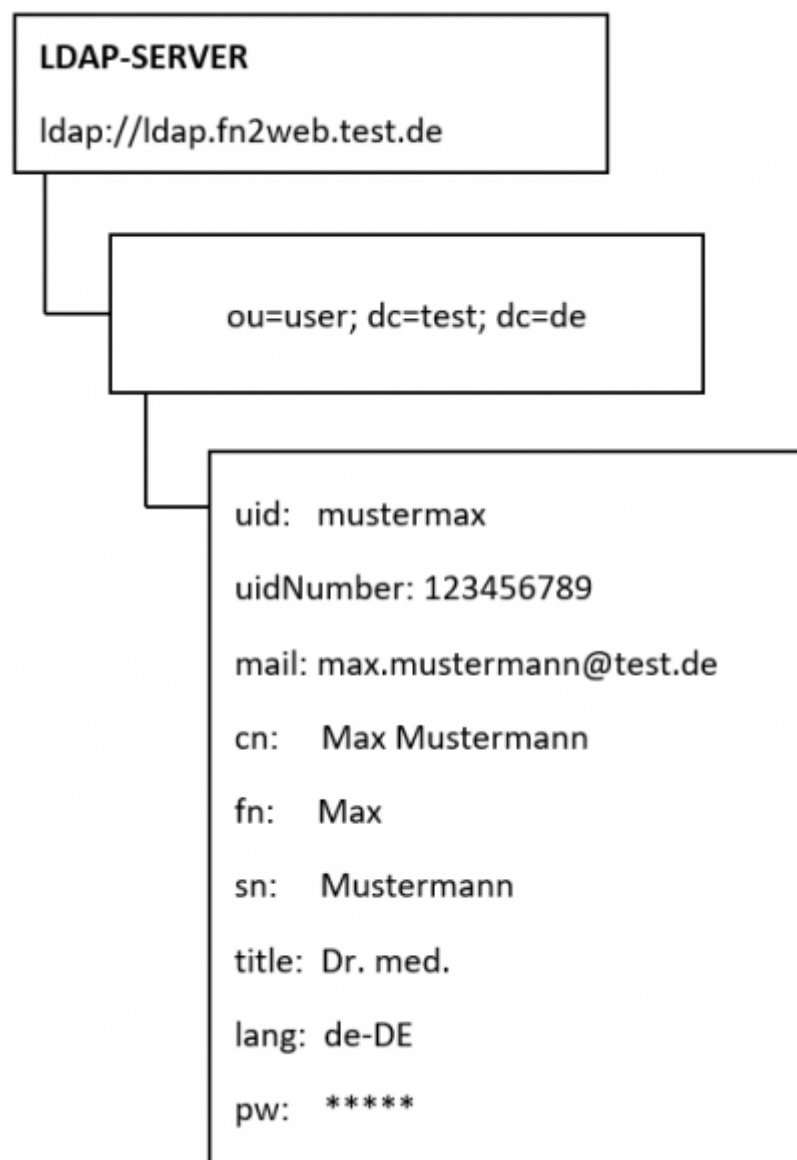 LDAP-SERVER
ldap://ldap.fn2web.test.de
ou=user; dc=test; dc=de
uid: mustermax
uidNumber: 123456789
mail: max.mustermann@test.de
cn: Max Mustermann
fn: Max
sn: Mustermann
title: Dr. med.
lang: de-DE
pw: *****